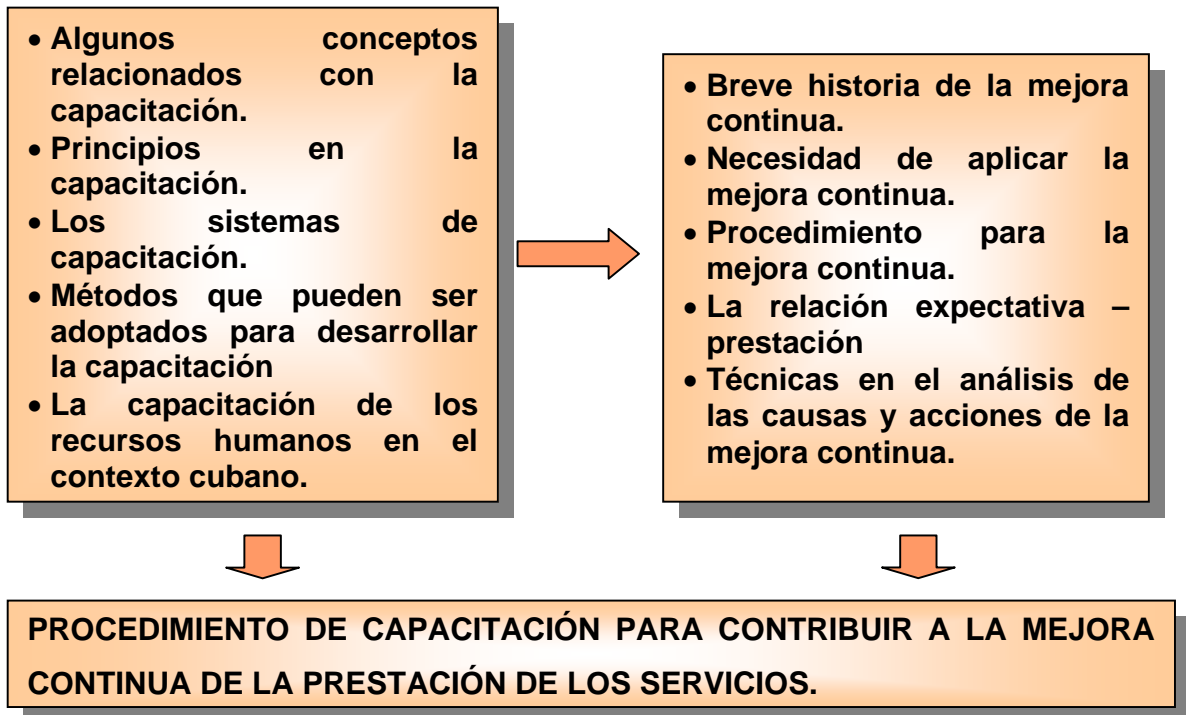 • Algunos conceptos
relacionados con la
capacitación.
• Principios en la
capacitación.
• Los sistemas de
capacitación.
• Métodos que pueden ser
adoptados para desarrollar
la capacitación
• La capacitación de los
recursos humanos en el
contexto cubano.
• Breve historia de la mejora
continua.
• Necesidad de aplicar la
mejora continua.
• Procedimiento para la
mejora continua.
• La relación expectativa –
prestación
• Técnicas en el análisis de
las causas y acciones de la
mejora continua.
PROCEDIMIENTO DE CAPACITACIÓN PARA CONTRIBUIR A LA MEJORA
CONTINUA DE LA PRESTACIÓN DE LOS SERVICIOS.